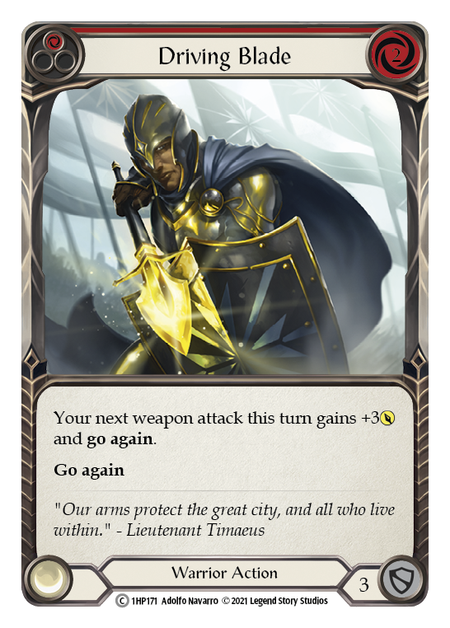 Driving Blade
2
Your next weapon attack this turn gains +3
and go again.
Go again
"Our arms protect the great city, and all who live
within." - Lieutenant Timaeus
Warrior Action
3
C 1HP171 Adolfo Navarro © 2021 Legend Story Studios